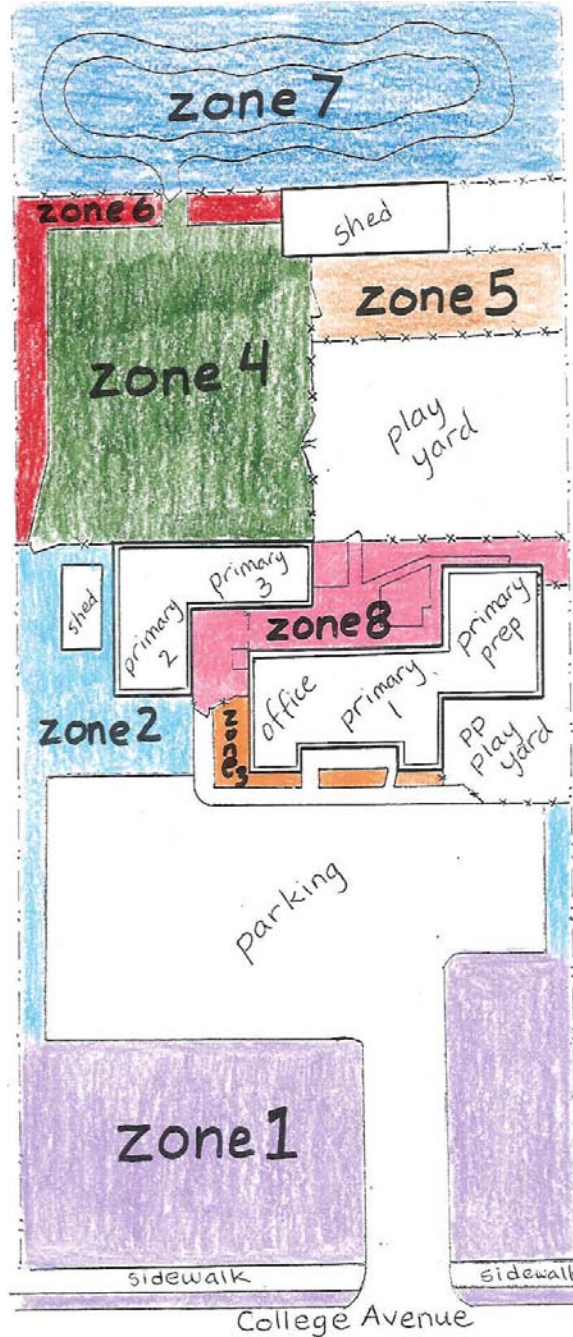 zone 7
zone 6
shed
zone 5
zone 4
play
yard
primary
3
shed
primary
2
zone 8
primary
prep
office
primary
1
zone 2
zone 3
pp
play
yard
parking
zone 1
sidewalk
sidewalk
College Avenue